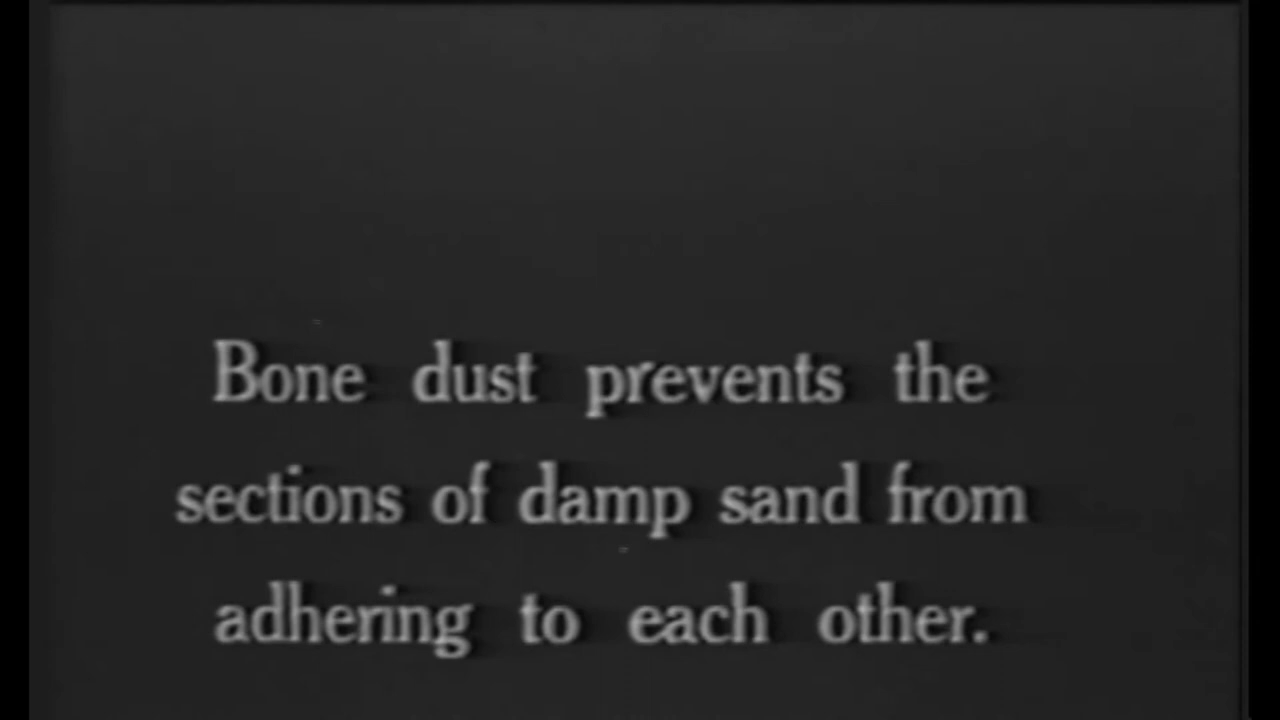 Bone dust prevents the
sections of damp sand from
adhering to each other.